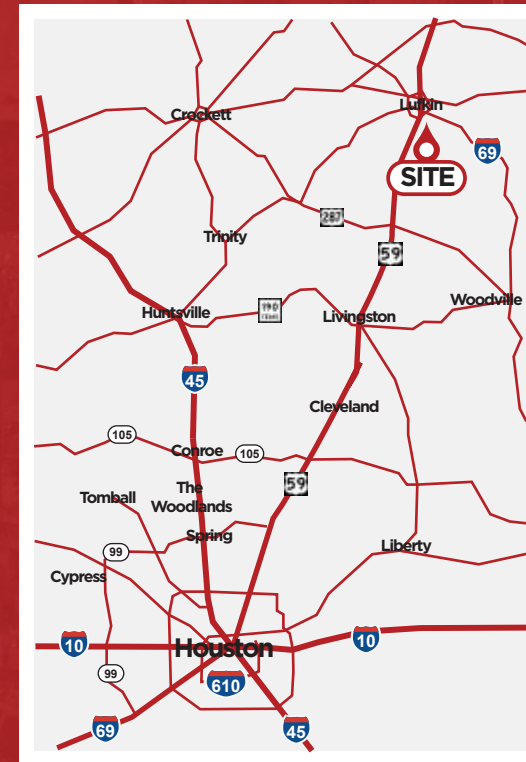 Lufkin
Crockett
69
SITE
287
Trinity
59
Woodville
190
Huntsville
Livingston
45
Cleveland
105
Conroe
105
59
Tomball
The
Woodlands
Spring
99
Liberty
Cypress
10
Houston
10
99
610
69
45